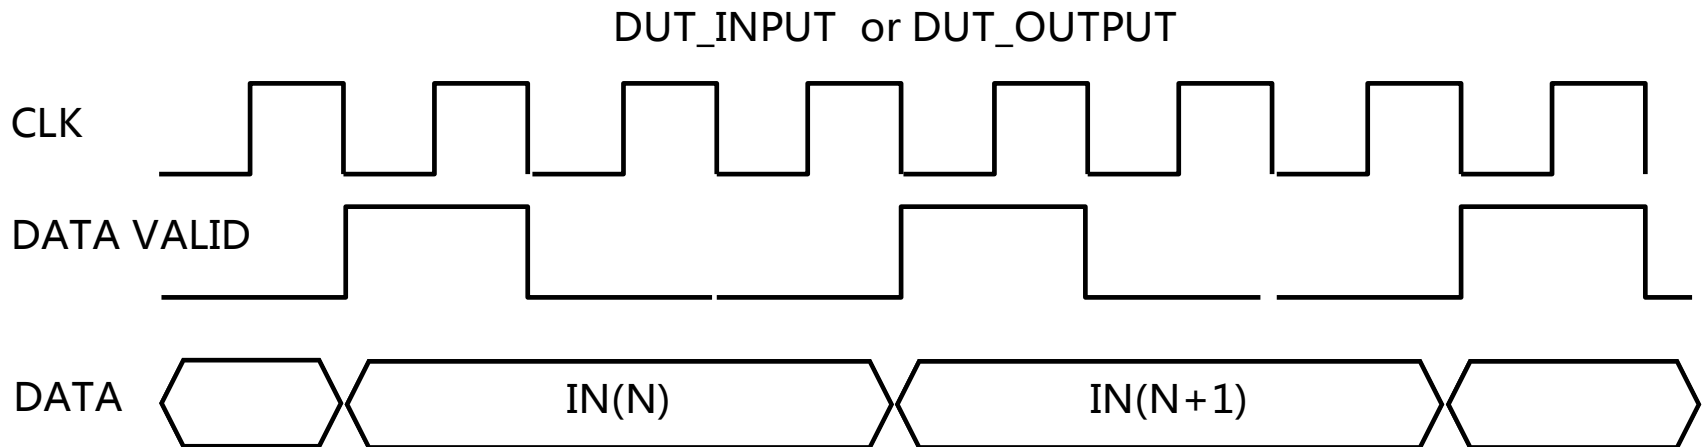 DUT_INPUT or DUT_OUTPUT
CLK
DATA VALID
DATA
IN(N)
IN(N+1)